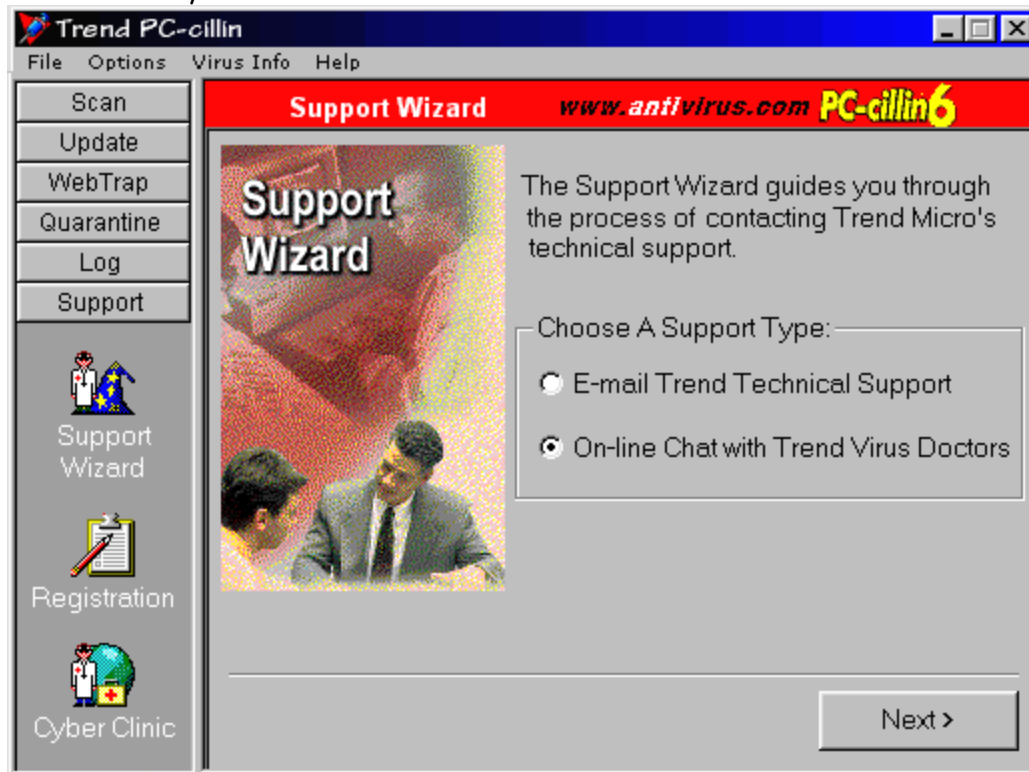 Trend PC-cillin
File Options Virus Info Help
Scan
Update
WebTrap
Quarantine
Log
Support
Support
Wizard
Registration
Cyber Clinic
Support Wizard www.antivirus.com PC-cillin 6
Support
Wizard
The Support Wizard guides you through
the process of contacting Trend Micro's
technical support.
Choose A Support Type:
E-mail Trend Technical Support
On-line Chat with Trend Virus Doctors
Next >